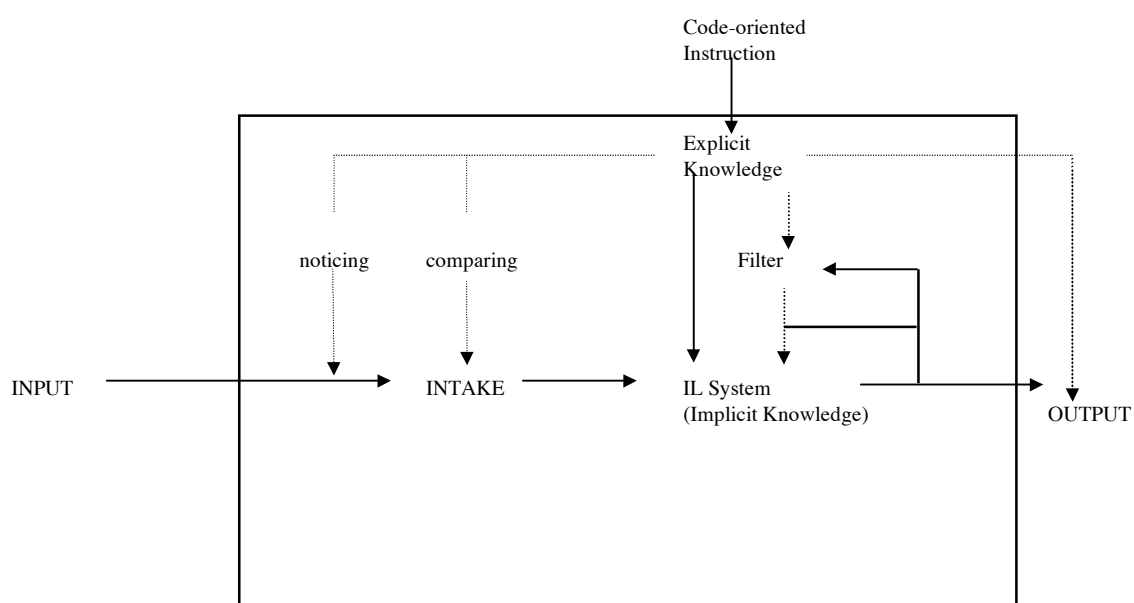 Code-oriented
Instruction
Explicit
Knowledge
noticing
comparing
Filter
INPUT
INTAKE
IL System
(Implicit Knowledge)
OUTPUT